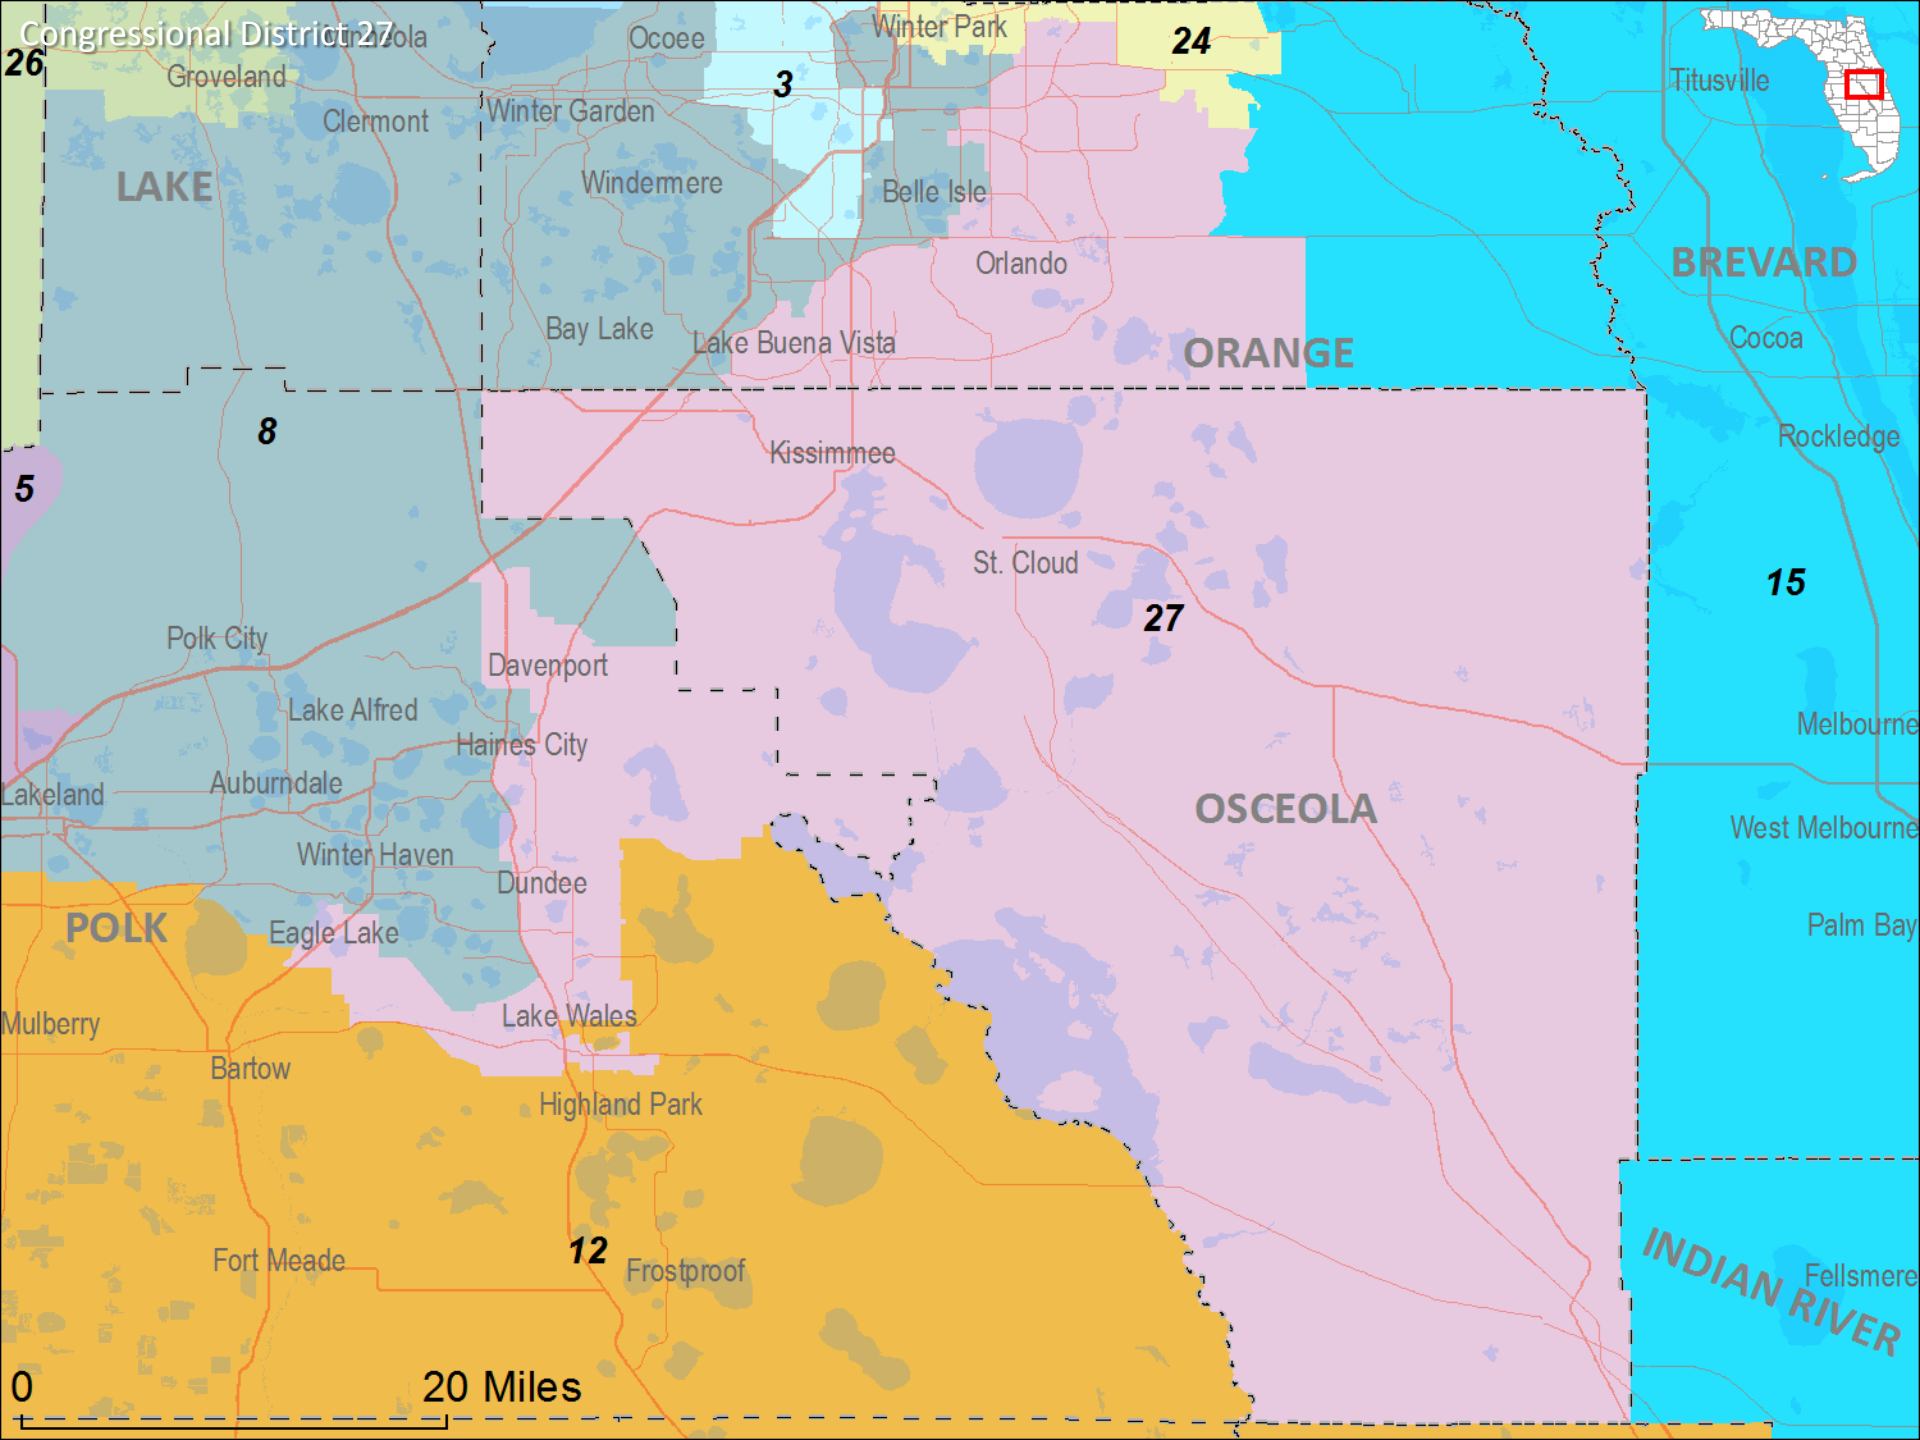 Congressional District 27
Ocoee
Winter Park
24
26
Groveland
3
Titusville
Clermont
Winter Garden
LAKE
Windermere
Belle Isle
Orlando
BREVARD
Bay Lake
Lake Buena Vista
ORANGE
Cocoa
8
Kissimmee
Rockledge
5
St. Cloud
27
15
Polk City
Davenport
Lake Alfred
Haines City
Melbourne
Auburndale
Lakeland
OSCEOLA
West Melbourne
Winter Haven
Dundee
POLK
Eagle Lake
Palm Bay
Mulberry
Lake Wales
Bartow
Highland Park
Fort Meade
12
Frostproof
INDIAN RIVER
Fellsmere
0
20 Miles